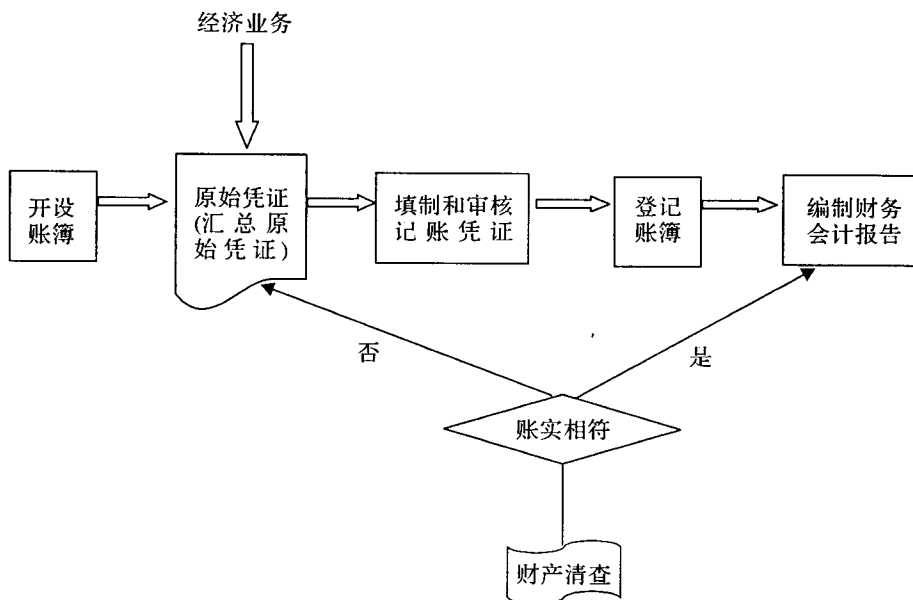 经济业务
开设
账簿
原始凭证
(汇总原
始凭证)
填制和审核
记账凭证
登记
账簿
编制财务
会计报告
否
是
账实相符
财产清查